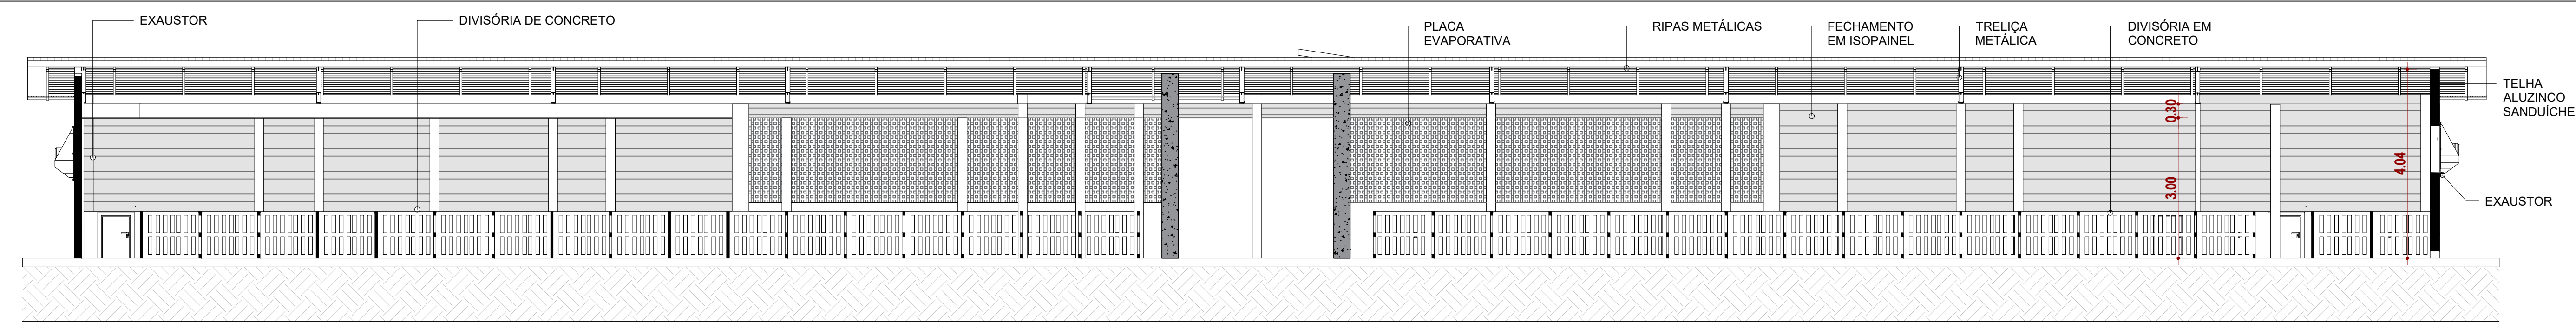 EXAUSTOR
DIVISÓRIA DE CONCRETO
PLACA
EVAPORATIVA
RIPAS METÁLICAS
FECHAMENTO
EM ISOPAINEL
TRELIÇA
METÁLICA
DIVISÓRIA EM
CONCRETO
TELHA
ALUZINCO
SANDUÍCHE
0.30
4.04
3.00
EXAUSTOR